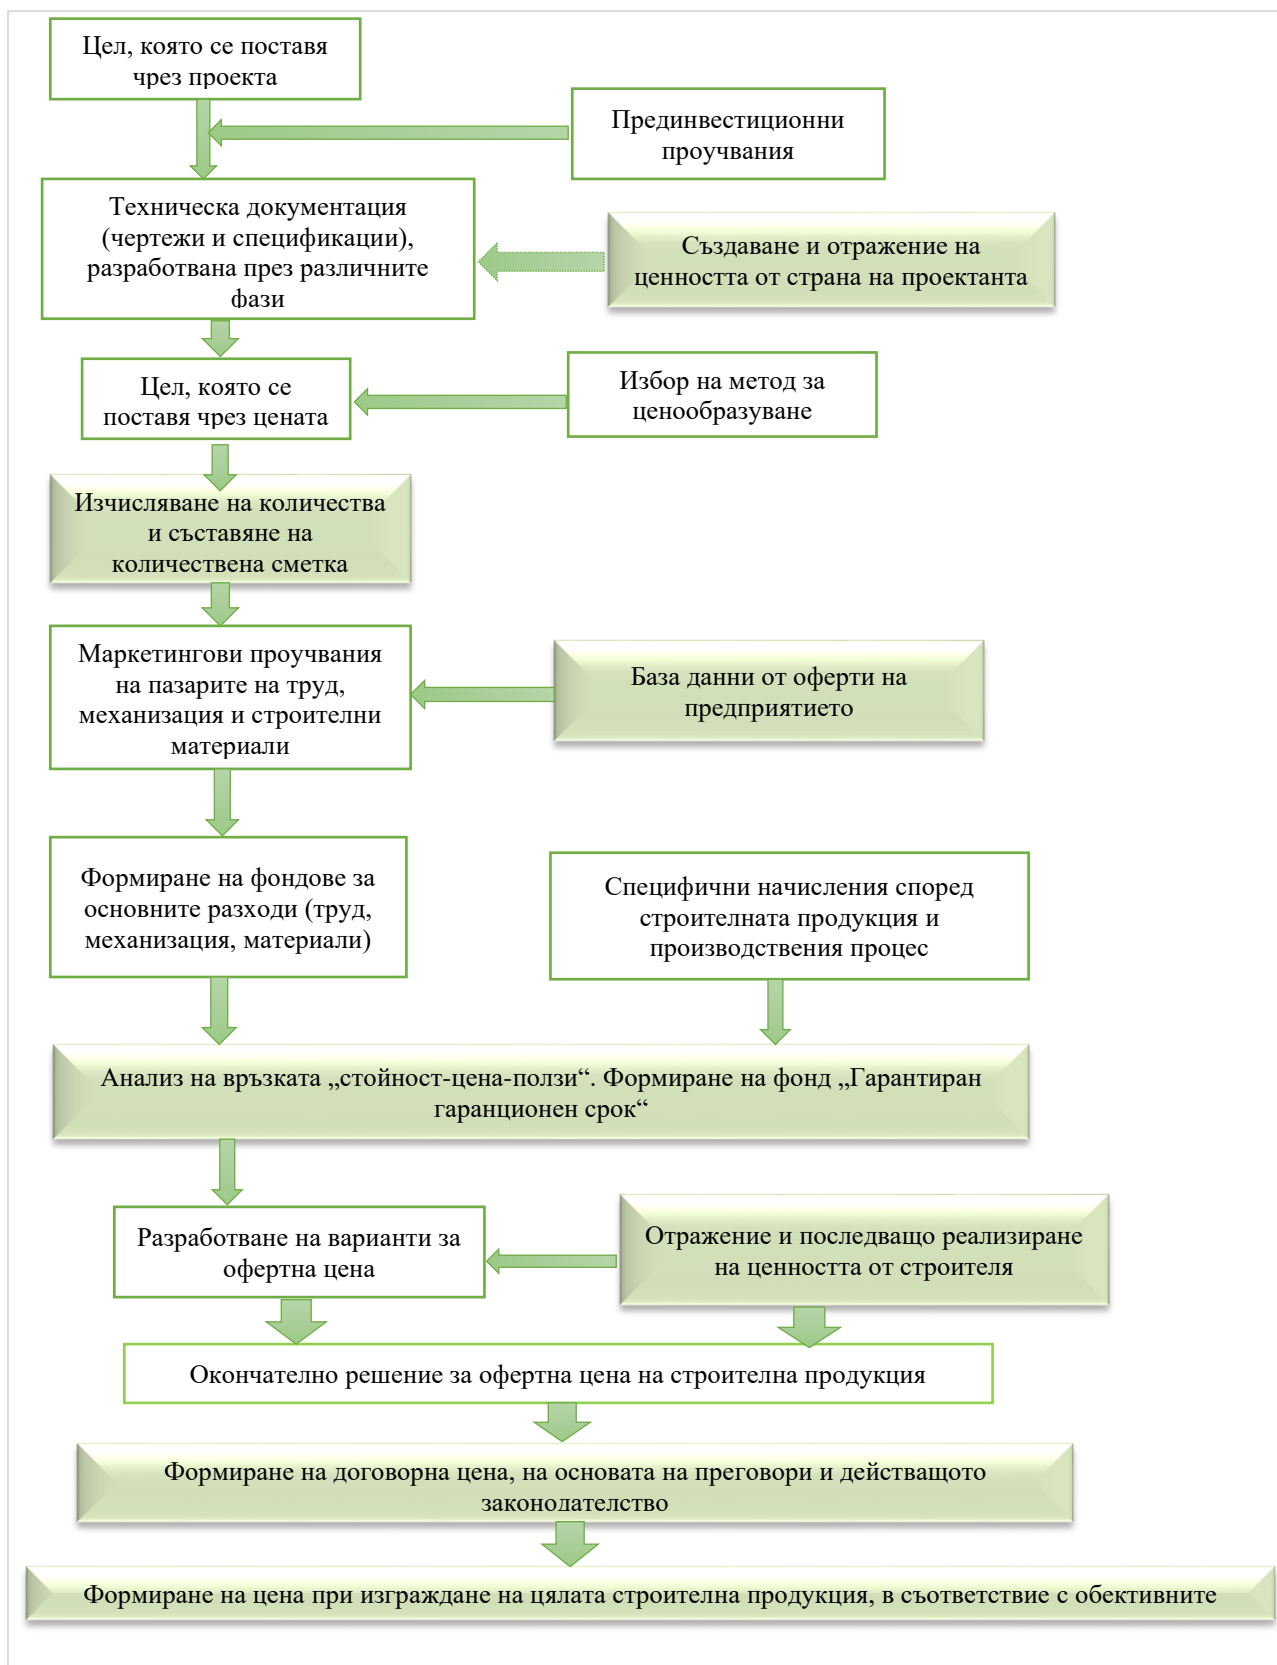 Цел, която се поставя
чрез проекта
Прединвестиционни
проучвания
Техническа документация
(чертежи и спецификации),
разработвана през различните
фази
Създаване и отражение на
ценността от страна на проектанта
Цел, която се
поставя чрез цената
Избор на метод за
ценообразуване
Изчисляване на количества
и съставяне на
количествена сметка
Маркетингови проучвания
на пазарите на труд,
механизация и строителни
материали
База данни от оферти на
предприятието
Формиране на фондове за
основните разходи (труд,
механизация, материали)
Специфични начисления според
строителната продукция и
производствения процес
Анализ на връзката „стойност-цена-ползи“. Формиране на фонд „Гарантиран
гаранционен срок“
Разработване на варианти за
офертна цена
Отражение и последващо реализиране
на ценността от строителя
Окончателно решение за офертна цена на строителна продукция
Формиране на договорна цена, на основата на преговори и действащото
законодателство
Формиране на цена при изграждане на цялата строителна продукция, в съответствие с обективните